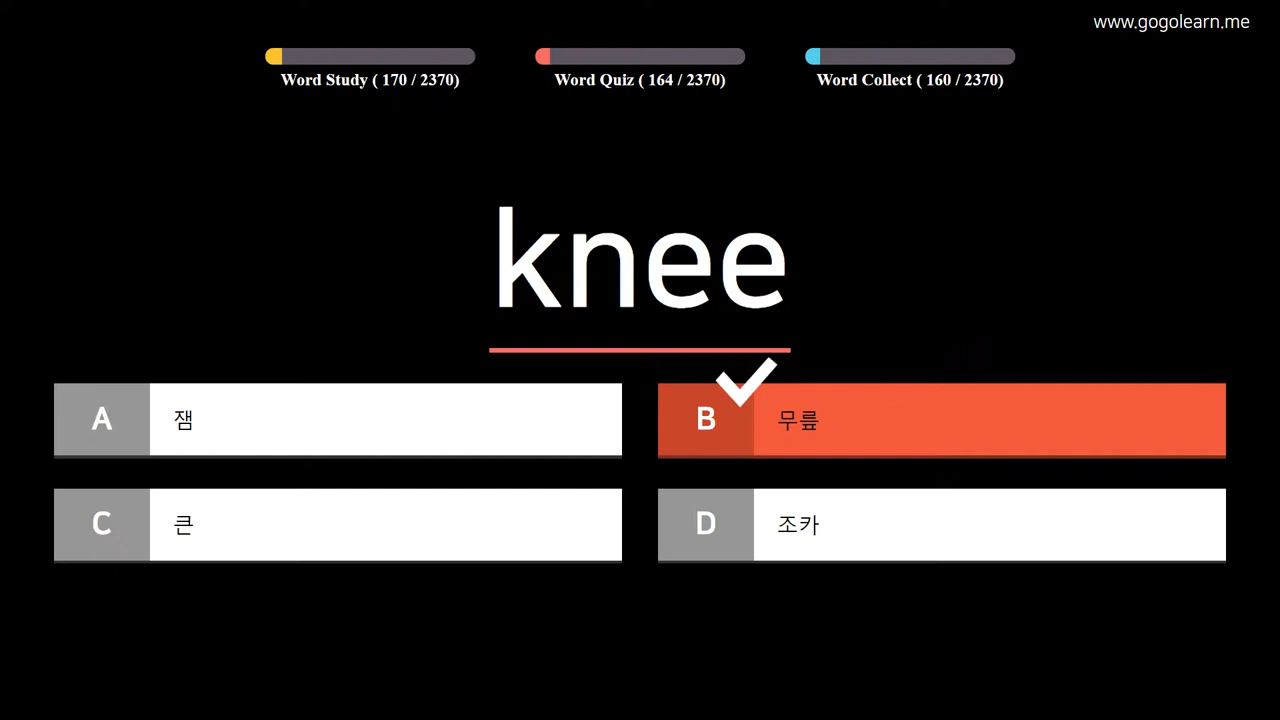 www.gogolearn.me
Word Study ( 170 / 2370)
Word Quiz ( 164 / 2370)
Word Collect ( 160 / 2370)
knee
A 잼
B 무릎
C 큰
D 조카